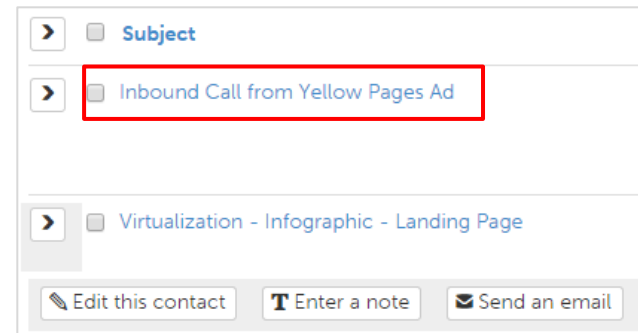 Subject
Inbound Call from Yellow Pages Ad
Virtualization - Infographic - Landing Page
Edit this contact T Enter a note Send an email